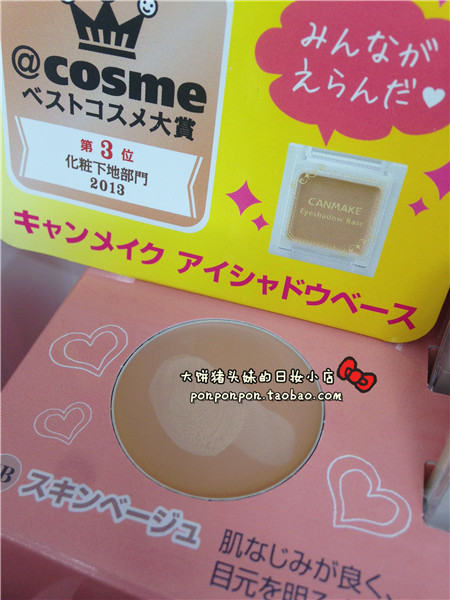 @cosme
ベストコスメ大賞
第3位
化粧下地部門
2013
みんなが
えらんだ♥
CANMAKE
Eyeshadow Base
キャンメイク アイシャドウベース
大饼猪头妹的日妆小店
ponponpon.taobao.com
B スキンベージュ
肌なじみが良く、
目元を明る